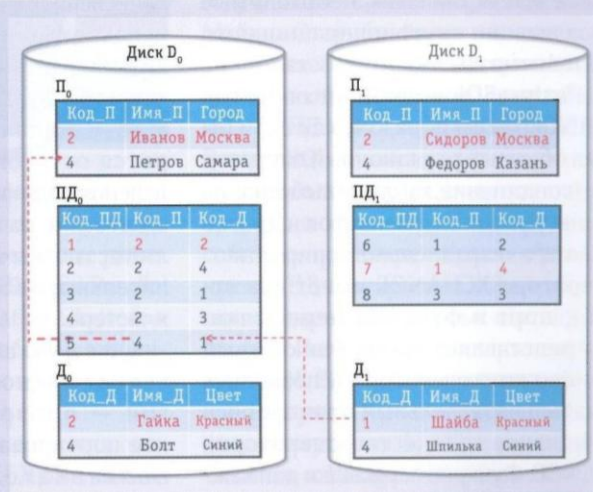 Диск D₀
П₀
Код_П Имя_П Город
2 Иванов Москва
4 Петров Самара
ПД₀
Код_ПД Код_П Код_Д
1 2 2
2 2 4
3 2 1
4 2 3
5 4 1
Д₀
Код_Д Имя_Д Цвет
2 Гайка Красный
4 Болт Синий
Диск D₁
П₁
Код_П Имя_П Город
2 Сидоров Москва
4 Федоров Казань
ПД₁
Код_ПД Код_П Код_Д
6 1 2
7 1 4
8 3 3
Д₁
Код_Д Имя_Д Цвет
1 Шайба Красный
4 Шпилька Синий